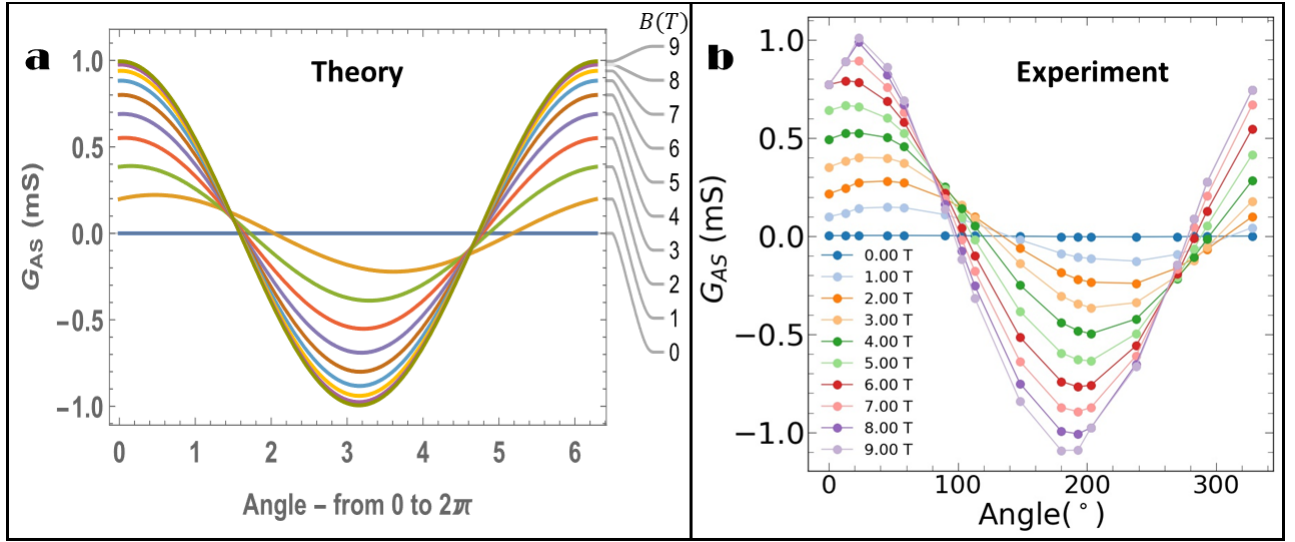 a
Theory
B(T)
9
8
7
6
5
4
3
2
1
0
1.0
0.5
0.0
−0.5
−1.0
G_AS (mS)
0 1 2 3 4 5 6
Angle – from 0 to 2π
b
Experiment
1.0
0.5
0.0
−0.5
−1.0
G_AS (mS)
0.00 T
1.00 T
2.00 T
3.00 T
4.00 T
5.00 T
6.00 T
7.00 T
8.00 T
9.00 T
0 100 200 300
Angle(°)